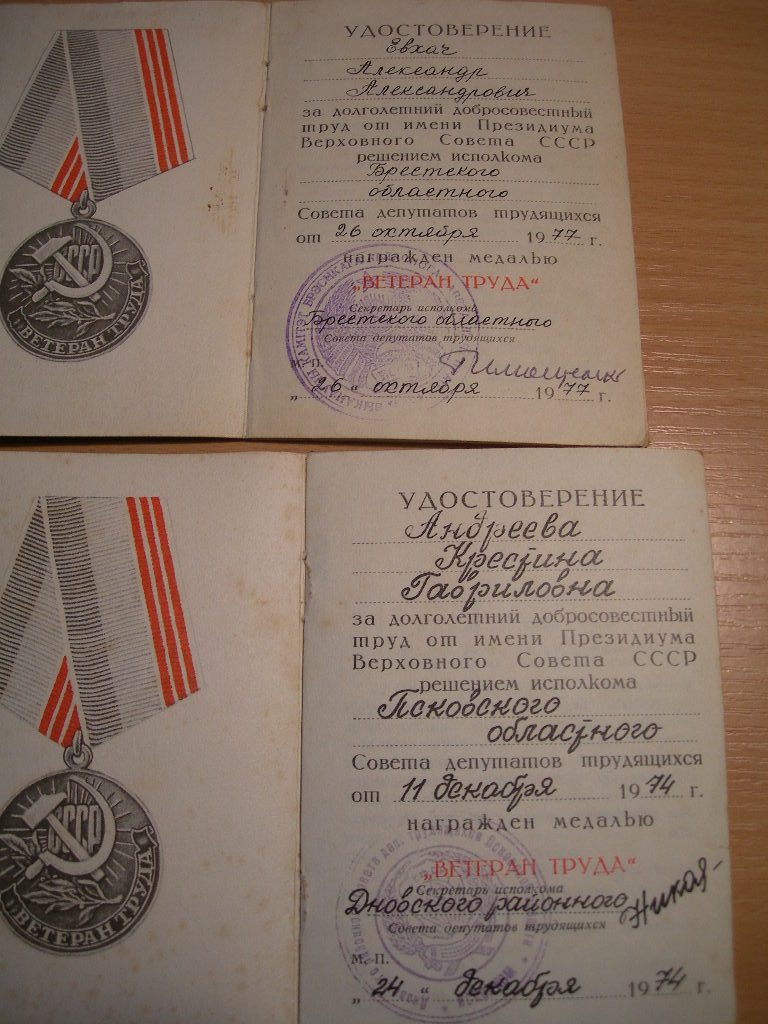 СССР
ВЕТЕРАН ТРУДА
УДОСТОВЕРЕНИЕ
Евхач
Александр
Александрович
за долголетний добросовестный
труд от имени Президиума
Верховного Совета СССР
решением исполкома
Брестского
областного
Совета депутатов трудящихся
от 26 октября 1977 г.
награжден медалью
„ВЕТЕРАН ТРУДА“
Секретарь исполкома
Брестского областного
Совета депутатов трудящихся
М. П.
„26“ октября 1977 г.
СССР
ВЕТЕРАН ТРУДА
УДОСТОВЕРЕНИЕ
Андреева
Крестина
Гавриловна
за долголетний добросовестный
труд от имени Президиума
Верховного Совета СССР
решением исполкома
Псковского
областного
Совета депутатов трудящихся
от 11 декабря 1974 г.
награжден медалью
„ВЕТЕРАН ТРУДА“
Секретарь исполкома
Дновского районного
Совета депутатов трудящихся
М. П.
„24“ декабря 1974 г.